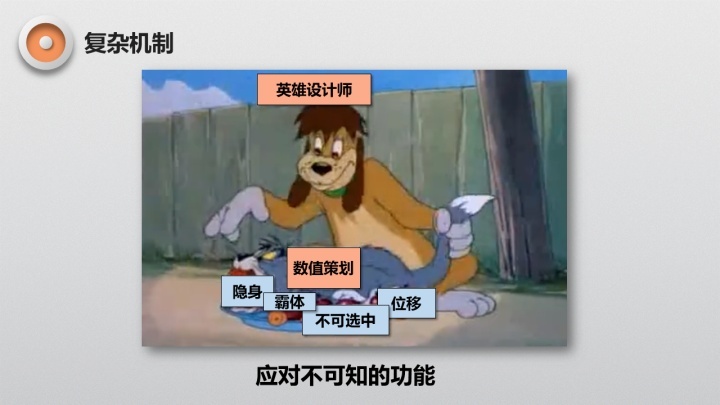 复杂机制
英雄设计师
数值策划
隐身
霸体
位移
不可选中
应对不可知的功能